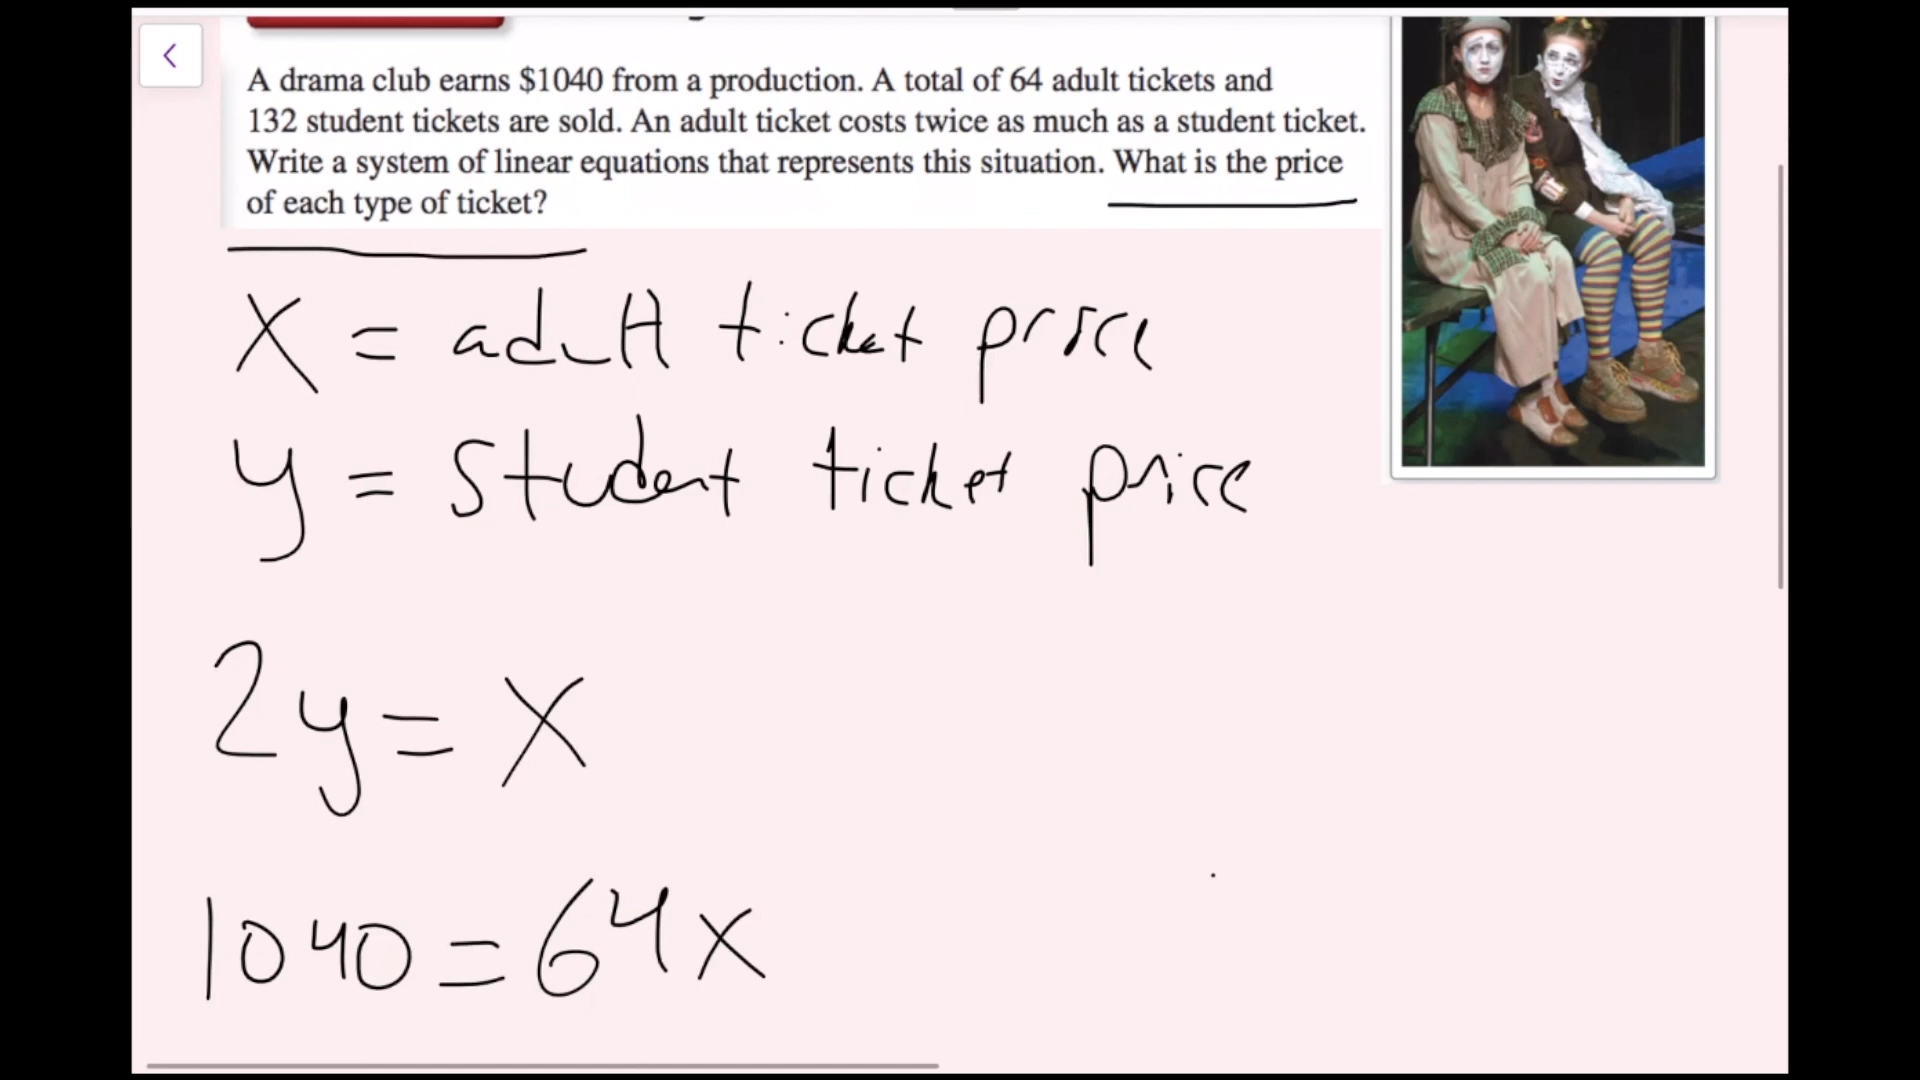 A drama club earns $1040 from a production. A total of 64 adult tickets and
132 student tickets are sold. An adult ticket costs twice as much as a student ticket.
Write a system of linear equations that represents this situation. What is the price
of each type of ticket?
X = adult ticket price
y = student ticket price
2y = X
1040 = 64x